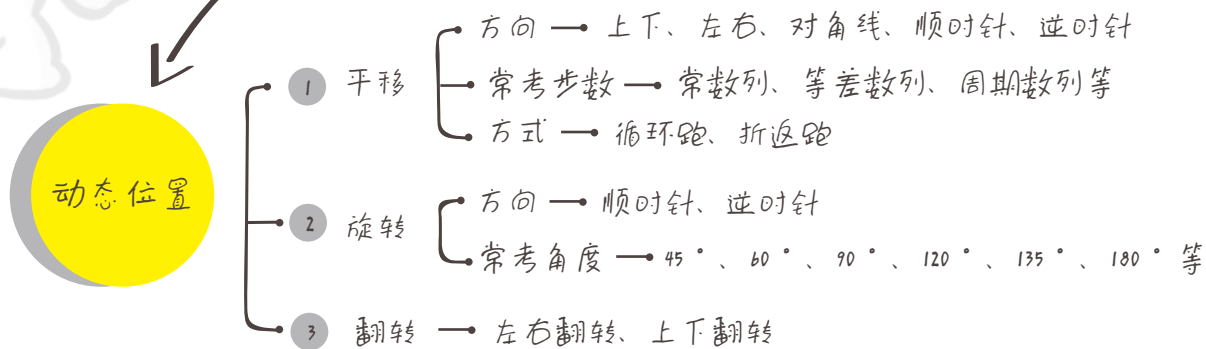 方向 上下、左右、对角线、顺时针、逆时针
1 平移
常考步数 常数列、等差数列、周期数列等
方式 循环跑、折返跑
动态位置
方向 顺时针、逆时针
2 旋转
常考角度 45°、60°、90°、120°、135°、180°等
3 翻转 左右翻转、上下翻转